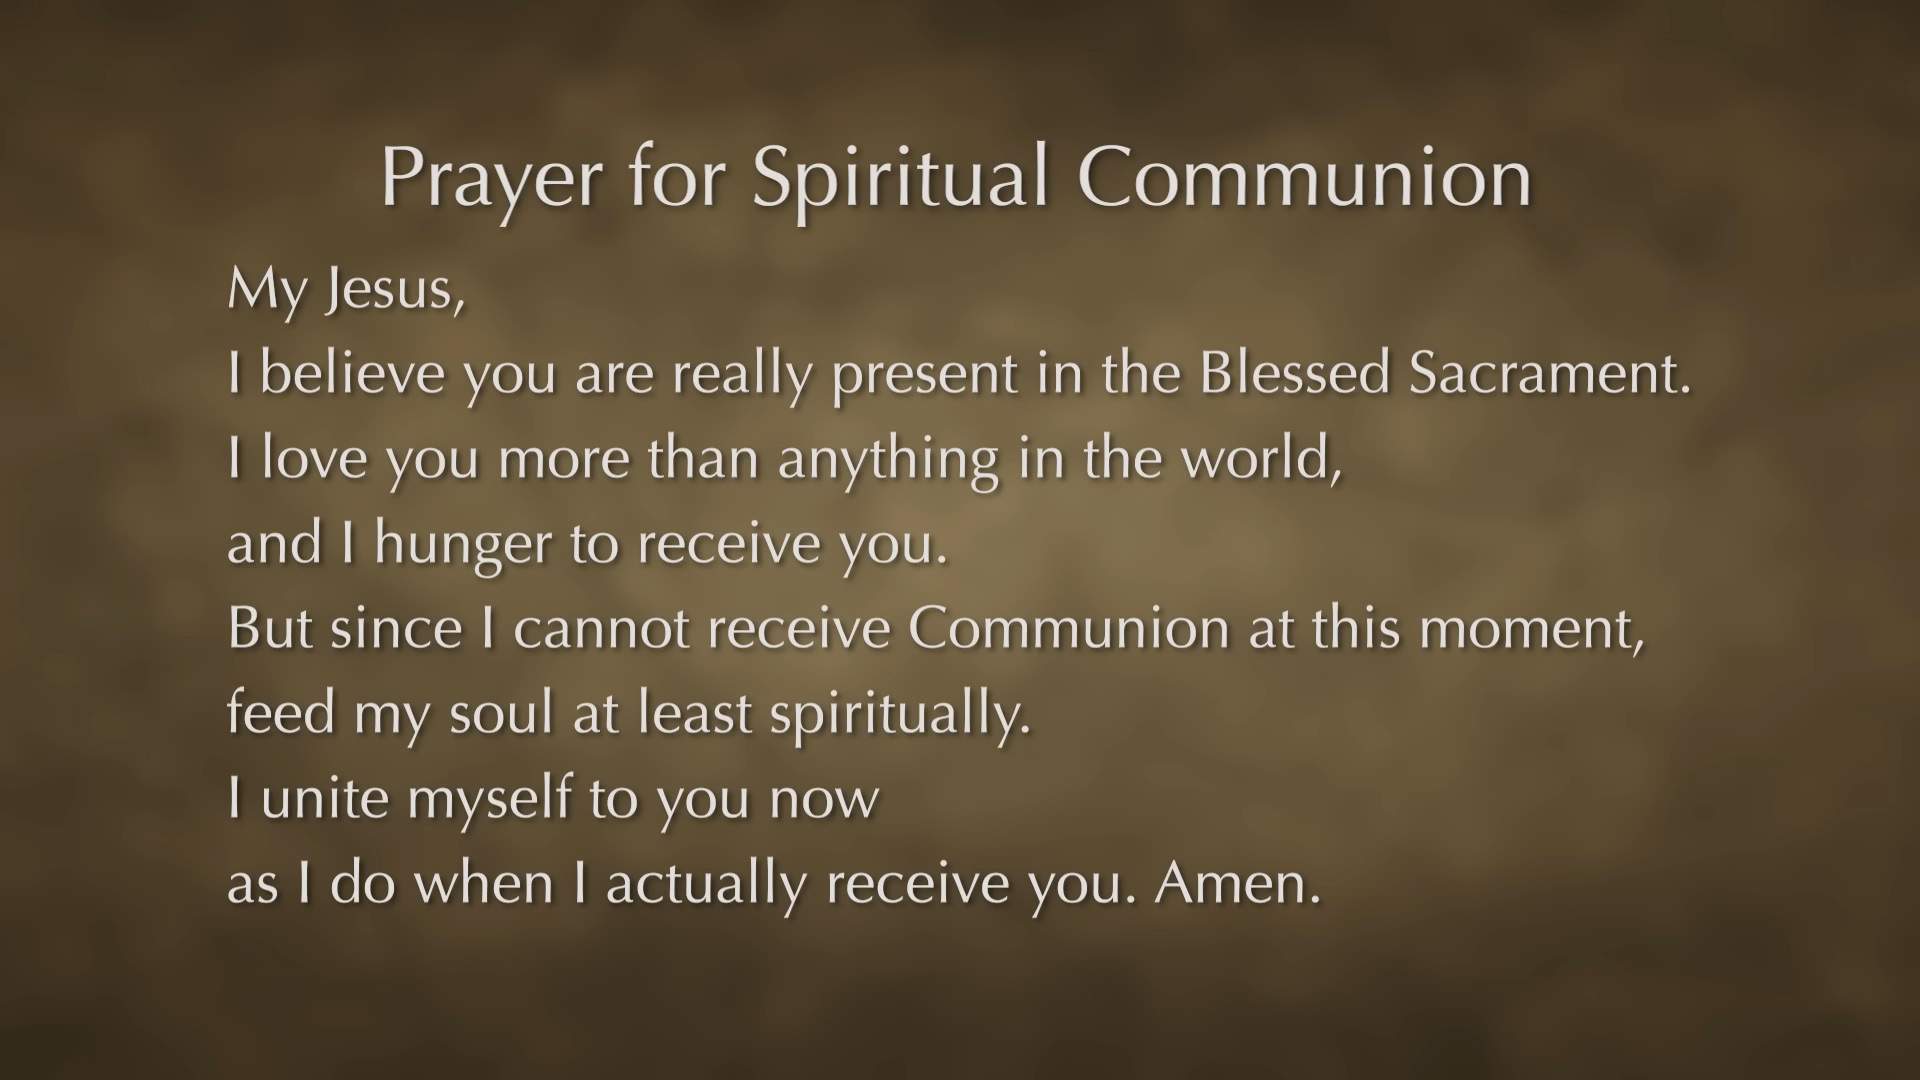 Prayer for Spiritual Communion
My Jesus,
I believe you are really present in the Blessed Sacrament.
I love you more than anything in the world,
and I hunger to receive you.
But since I cannot receive Communion at this moment,
feed my soul at least spiritually.
I unite myself to you now
as I do when I actually receive you. Amen.